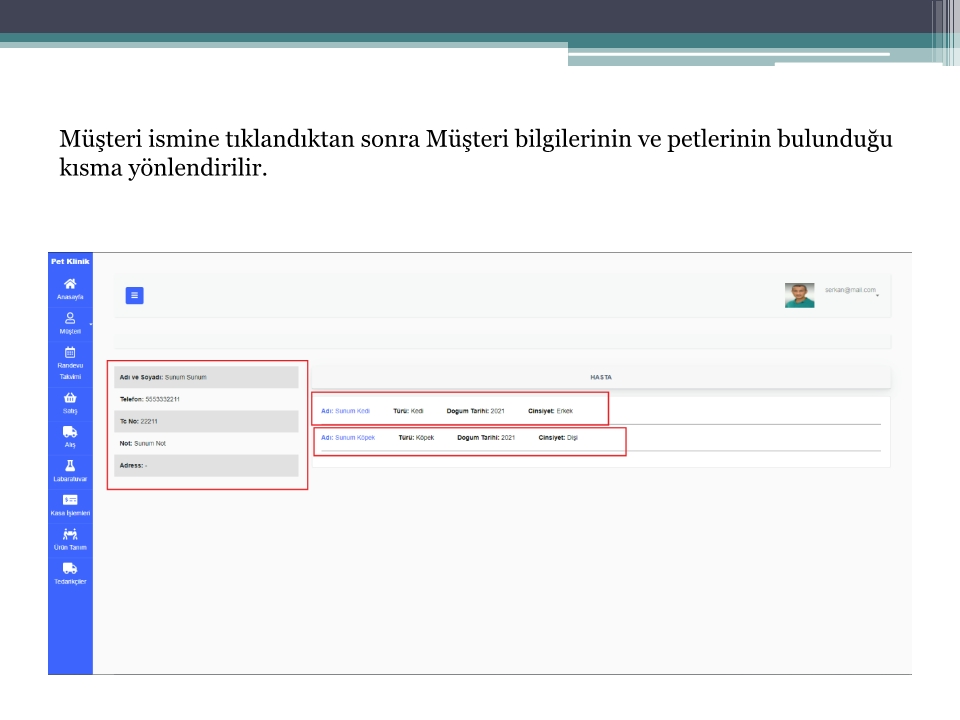 Müşteri ismine tıklandıktan sonra Müşteri bilgilerinin ve petlerinin bulunduğu
kısma yönlendirilir.
Pet Klinik
Anasayfa
Müşteri
Randevu
Takvimi
Satış
Alış
Labaratuvar
Kasa İşlemleri
Ürün Tanım
Tedarikçiler
serkan@mail.com
Adı ve Soyadı: Sunum Sunum
Telefon: 5553332211
Tc No: 22211
Not: Sunum Not
Adress: -
HASTA
Adı: Sunum Kedi Türü: Kedi Dogum Tarihi: 2021 Cinsiyet: Erkek
Adı: Sunum Köpek Türü: Köpek Dogum Tarihi: 2021 Cinsiyet: Dişi